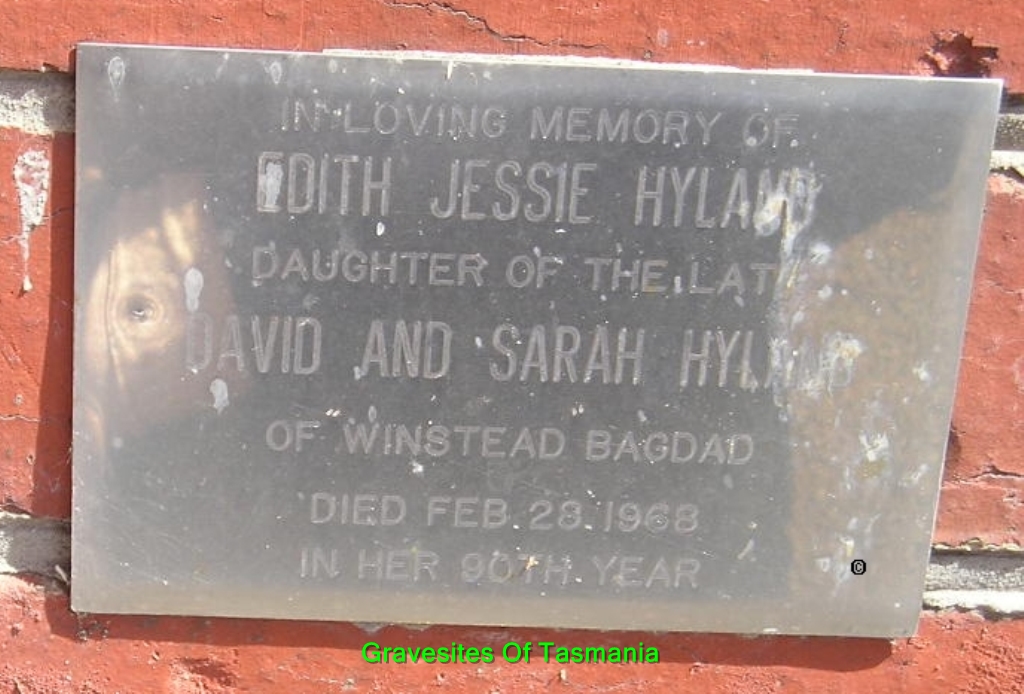 IN LOVING MEMORY OF
EDITH JESSIE HYLAND
DAUGHTER OF THE LATE
DAVID AND SARAH HYLAND
OF WINSTEAD BAGDAD
DIED FEB. 28. 1968
IN HER 90TH YEAR
©
Gravesites Of Tasmania